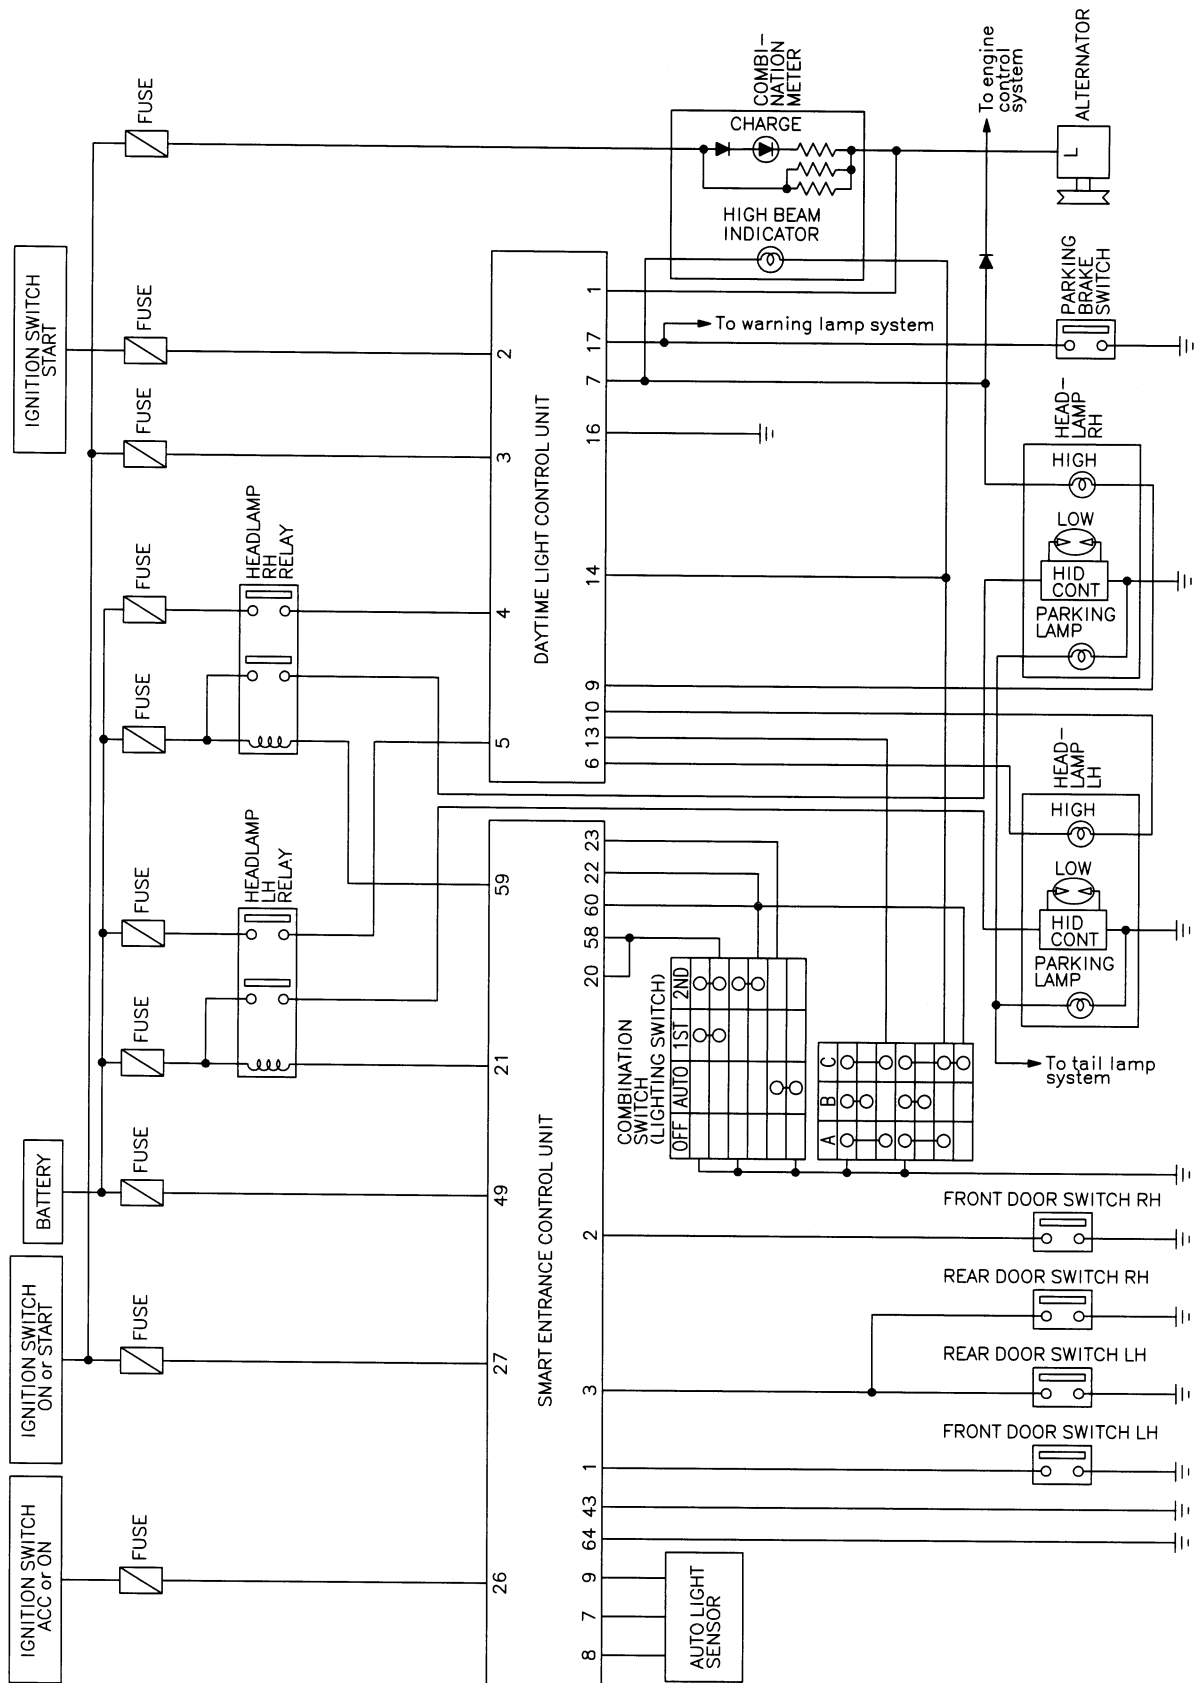 IGNITION SWITCH
START
BATTERY
IGNITION SWITCH
ON or START
IGNITION SWITCH
ACC or ON
FUSE
FUSE
FUSE
FUSE
FUSE
FUSE
FUSE
FUSE
FUSE
FUSE
HEADLAMP
RH
RELAY
HEADLAMP
LH
RELAY
DAYTIME LIGHT CONTROL UNIT
2
3
4
5
1
17
7
16
14
9
10
13
6
SMART ENTRANCE CONTROL UNIT
59
21
49
27
26
23
22
60
58
20
2
3
1
43
64
9
7
8
COMBI-
NATION
METER
CHARGE
HIGH BEAM
INDICATOR
To engine
control
system
ALTERNATOR
L
To warning lamp system
PARKING
BRAKE
SWITCH
HEAD-
LAMP
RH
HIGH
LOW
HID
CONT
PARKING
LAMP
HEAD-
LAMP
LH
HIGH
LOW
HID
CONT
PARKING
LAMP
To tail lamp
system
COMBINATION
SWITCH
(LIGHTING SWITCH)
OFF AUTO 1ST 2ND
A B C
FRONT DOOR SWITCH RH
REAR DOOR SWITCH RH
REAR DOOR SWITCH LH
FRONT DOOR SWITCH LH
AUTO LIGHT
SENSOR